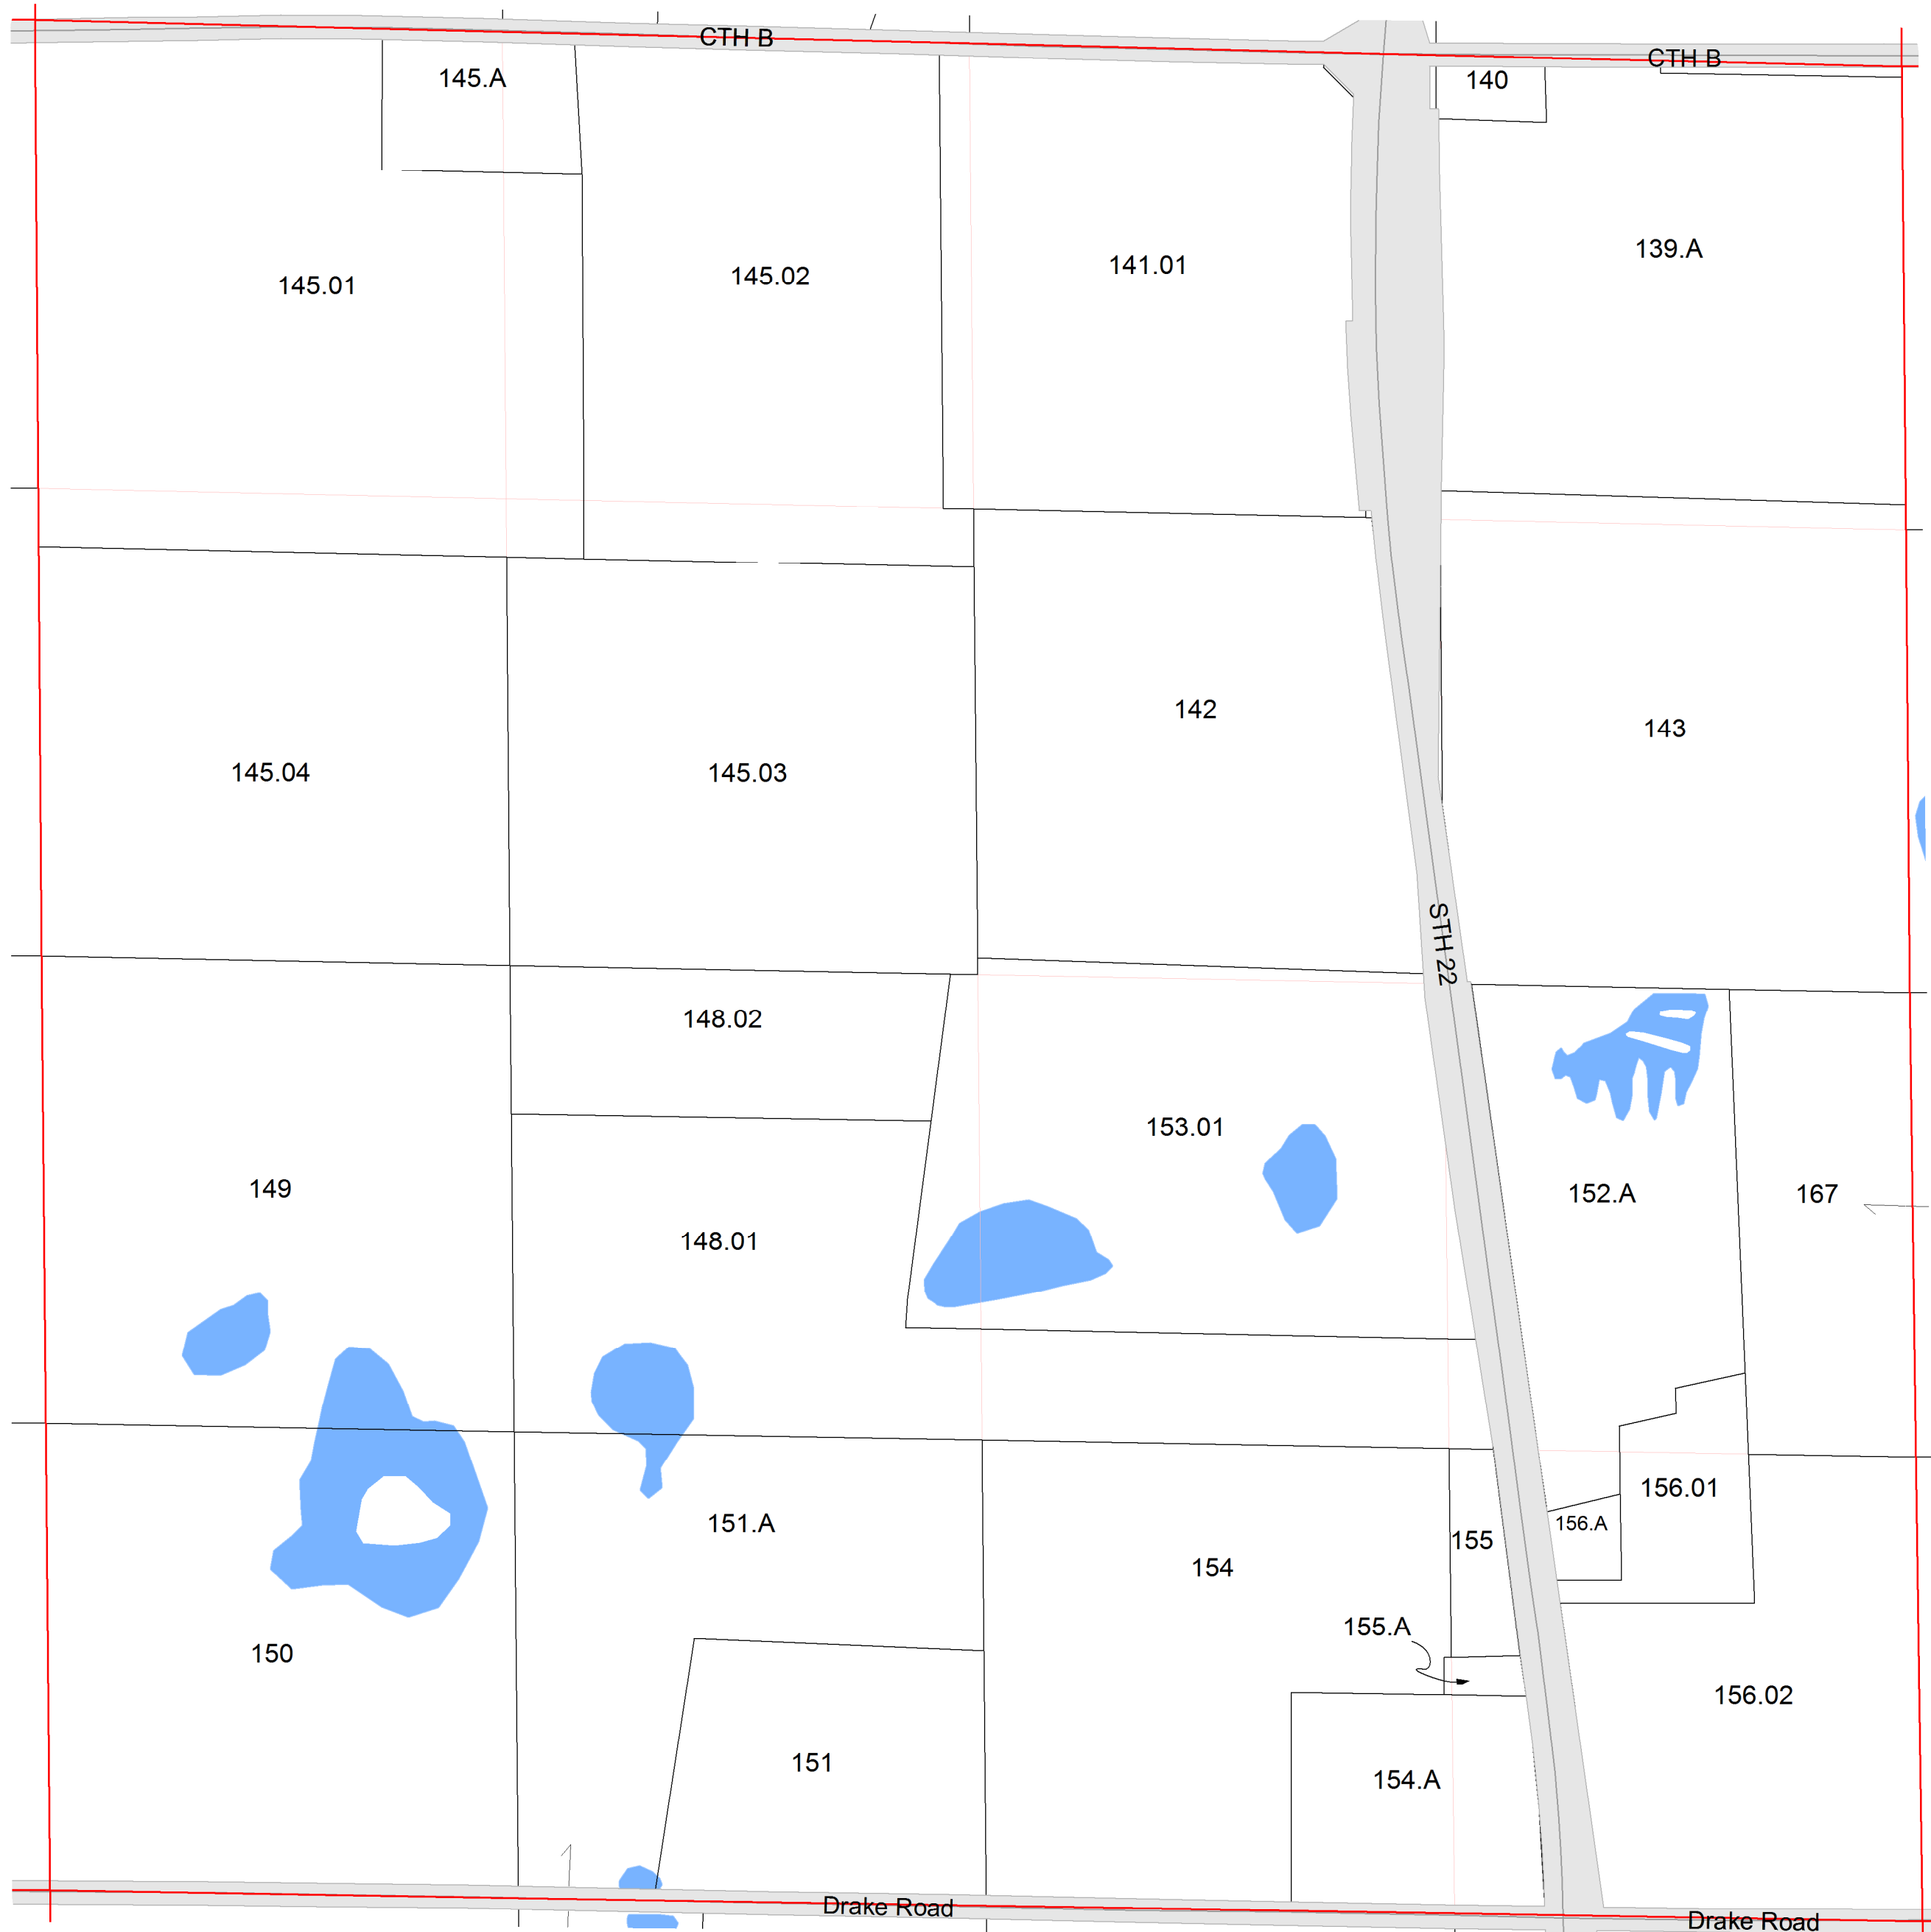 CTH B
CTH B
145.A
140
139.A
141.01
145.02
145.01
142
143
145.04
145.03
STH 22
148.02
153.01
149
152.A
167
148.01
156.01
151.A
156.A
155
154
155.A
150
156.02
151
154.A
Drake Road
Drake Road